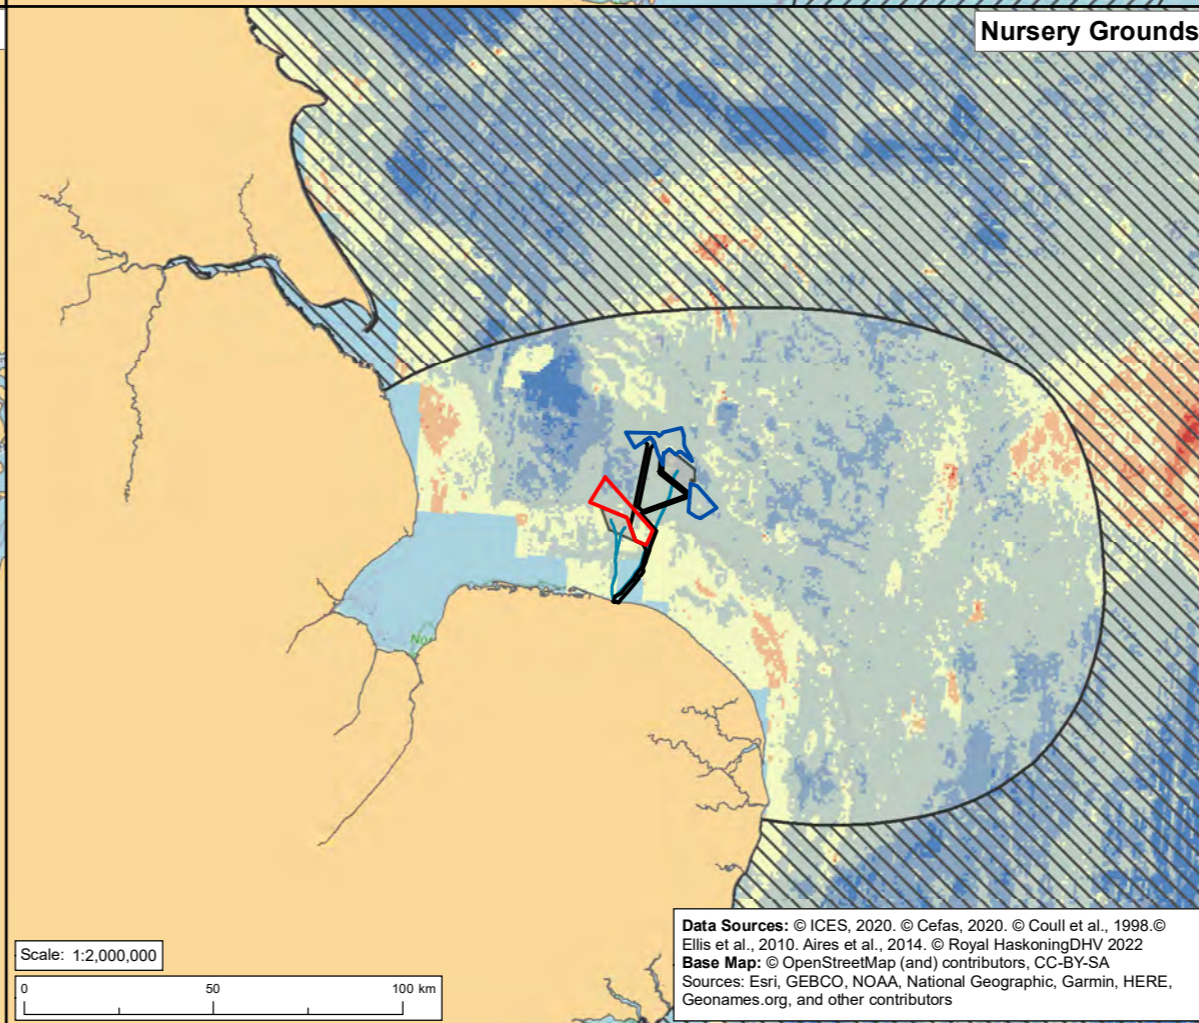 Nursery Grounds
Scale: 1:2,000,000
0 50 100 km
Data Sources: © ICES, 2020. © Cefas, 2020. © Coull et al., 1998.©
Ellis et al., 2010. Aires et al., 2014. © Royal HaskoningDHV 2022
Base Map: © OpenStreetMap (and) contributors, CC-BY-SA
Sources: Esri, GEBCO, NOAA, National Geographic, Garmin, HERE,
Geonames.org, and other contributors